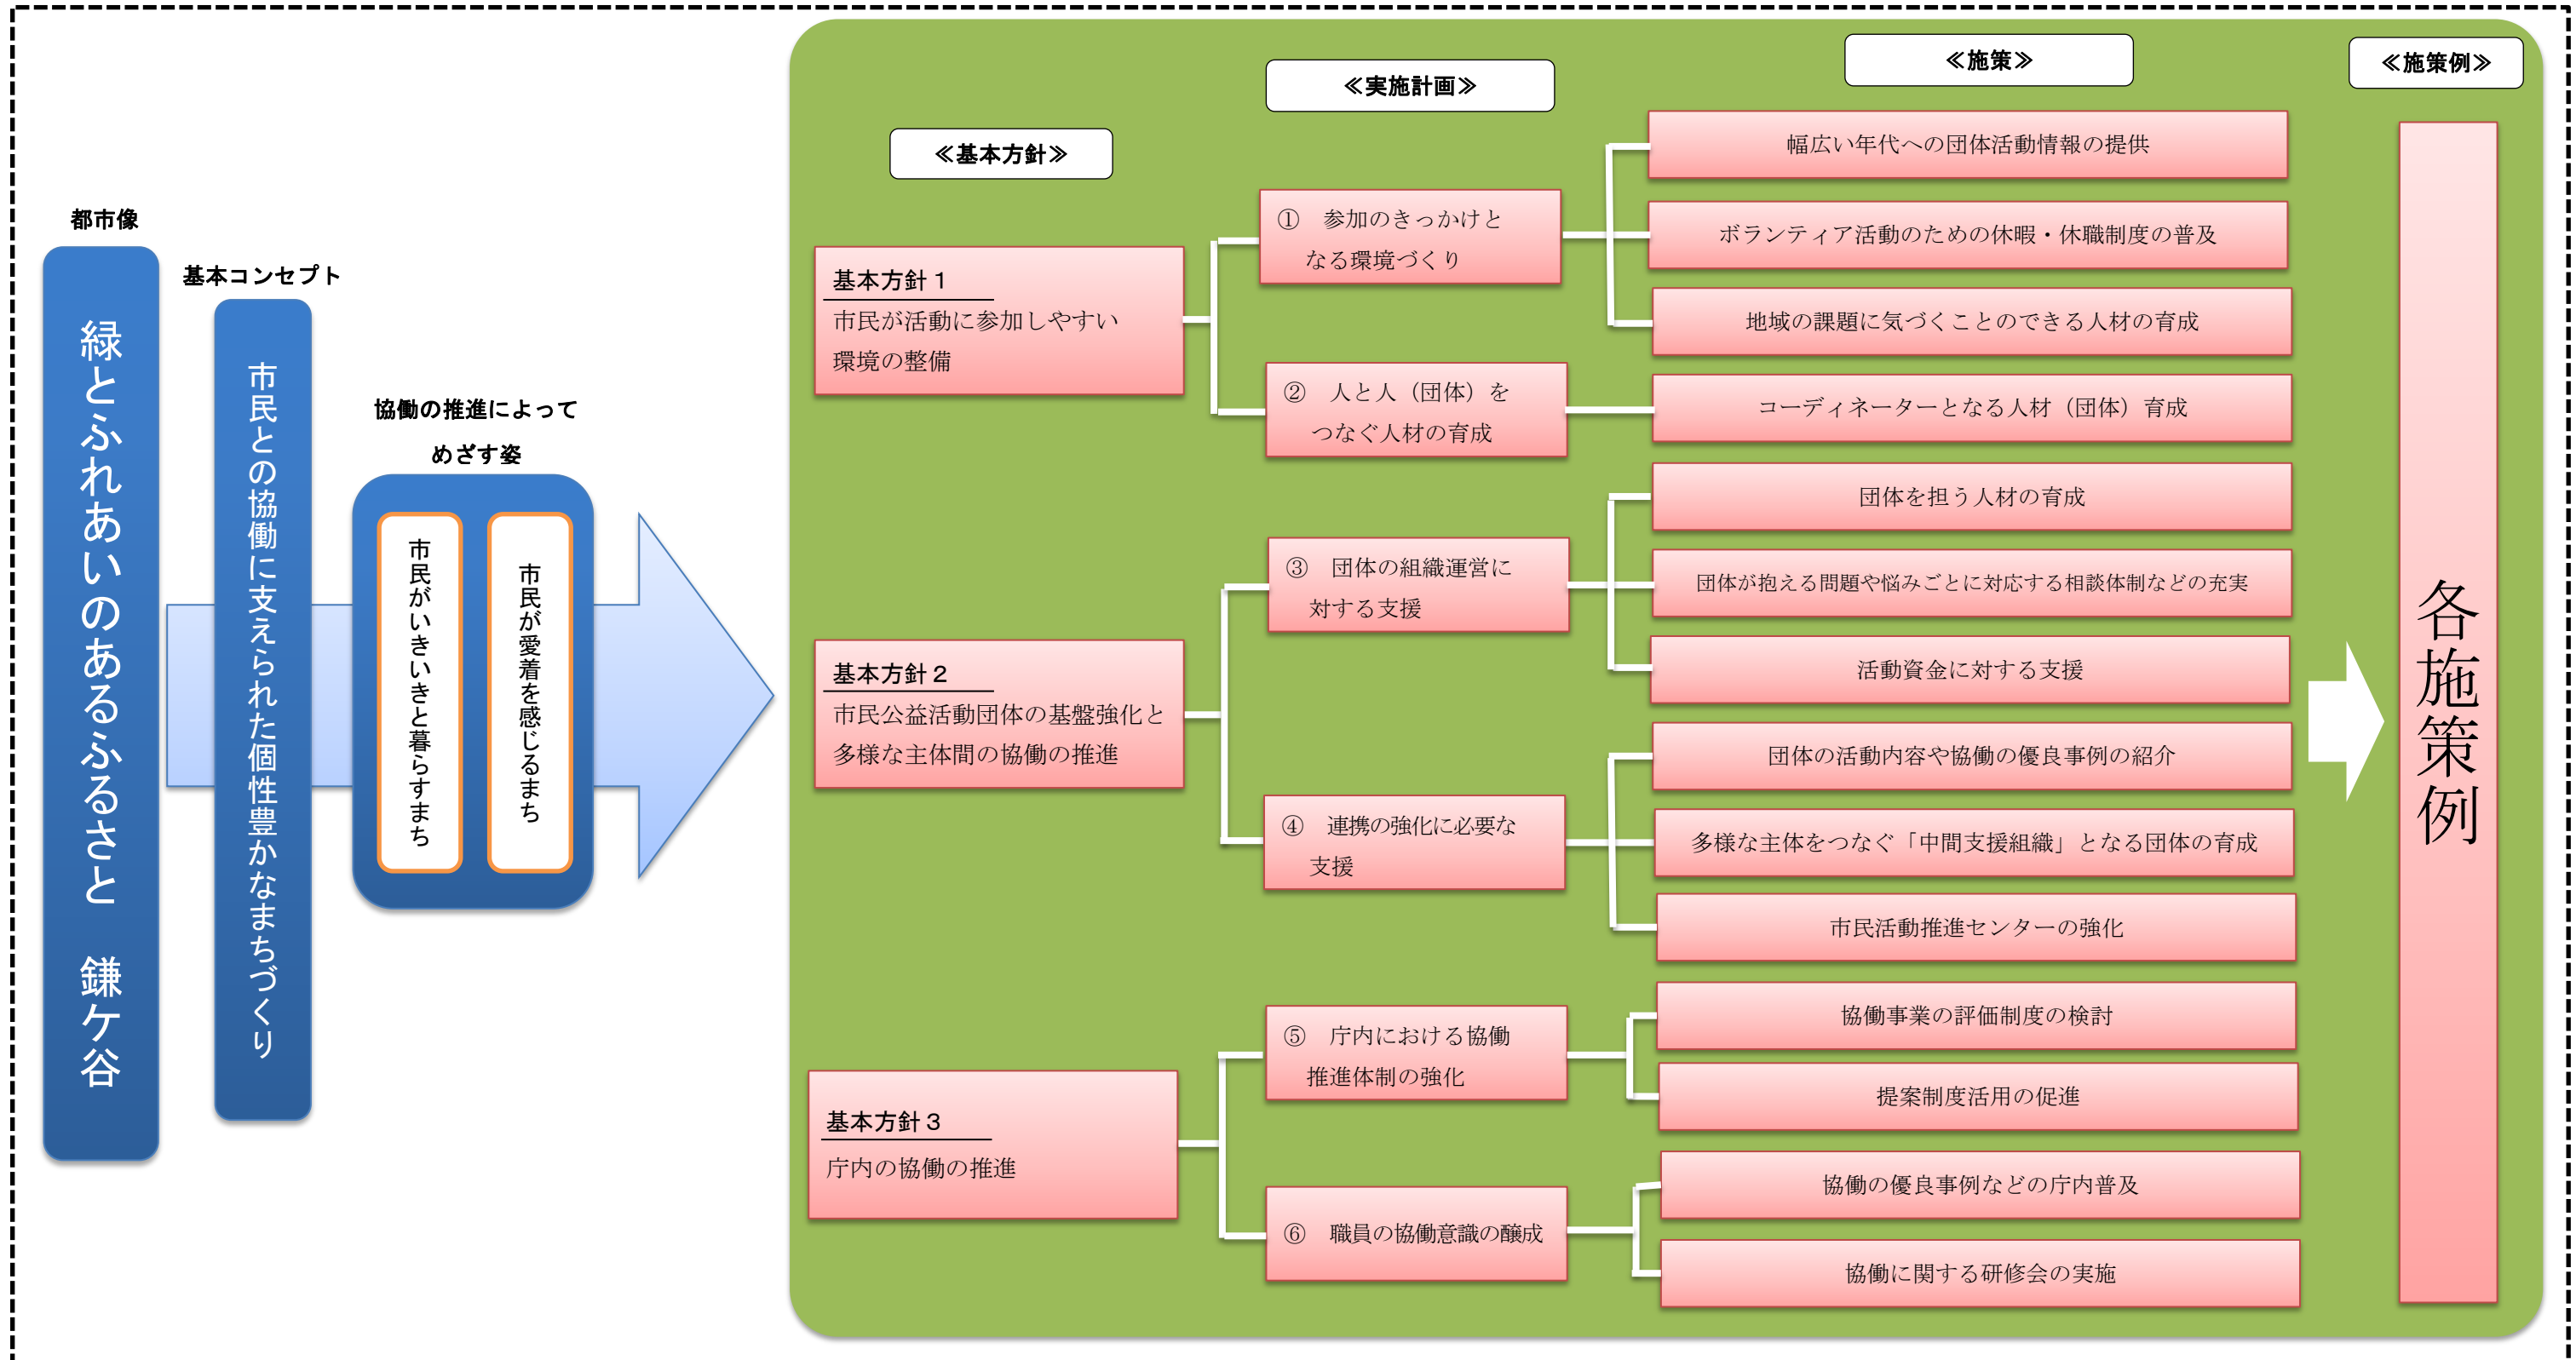 都市像
緑とふれあいのあるふるさと　鎌ケ谷
基本コンセプト
市民との協働に支えられた個性豊かなまちづくり
協働の推進によって
めざす姿
市民がいきいきと暮らすまち
市民が愛着を感じるまち
≪基本方針≫
≪実施計画≫
≪施策≫
≪施策例≫
基本方針１
市民が活動に参加しやすい
環境の整備
①　参加のきっかけと
なる環境づくり
幅広い年代への団体活動情報の提供
ボランティア活動のための休暇・休職制度の普及
地域の課題に気づくことのできる人材の育成
②　人と人（団体）を
つなぐ人材の育成
コーディネーターとなる人材（団体）育成
基本方針２
市民公益活動団体の基盤強化と
多様な主体間の協働の推進
③　団体の組織運営に
対する支援
団体を担う人材の育成
団体が抱える問題や悩みごとに対応する相談体制などの充実
活動資金に対する支援
④　連携の強化に必要な
支援
団体の活動内容や協働の優良事例の紹介
多様な主体をつなぐ「中間支援組織」となる団体の育成
市民活動推進センターの強化
基本方針３
庁内の協働の推進
⑤　庁内における協働
推進体制の強化
協働事業の評価制度の検討
提案制度活用の促進
⑥　職員の協働意識の醸成
協働の優良事例などの庁内普及
協働に関する研修会の実施
各施策例